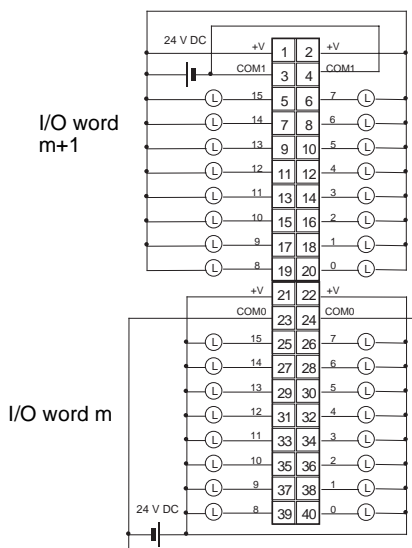 24 V DC
+V 1 2 +V
COM1 3 4 COM1
L 15 5 6 7 L
L 14 7 8 6 L
I/O word
m+1
L 13 9 10 5 L
L 12 11 12 4 L
L 11 13 14 3 L
L 10 15 16 2 L
L 9 17 18 1 L
L 8 19 20 0 L
+V 21 22 +V
COM0 23 24 COM0
L 15 25 26 7 L
L 14 27 28 6 L
L 13 29 30 5 L
I/O word m
L 12 31 32 4 L
L 11 33 34 3 L
L 10 35 36 2 L
L 9 37 38 1 L
24 V DC
L 8 39 40 0 L